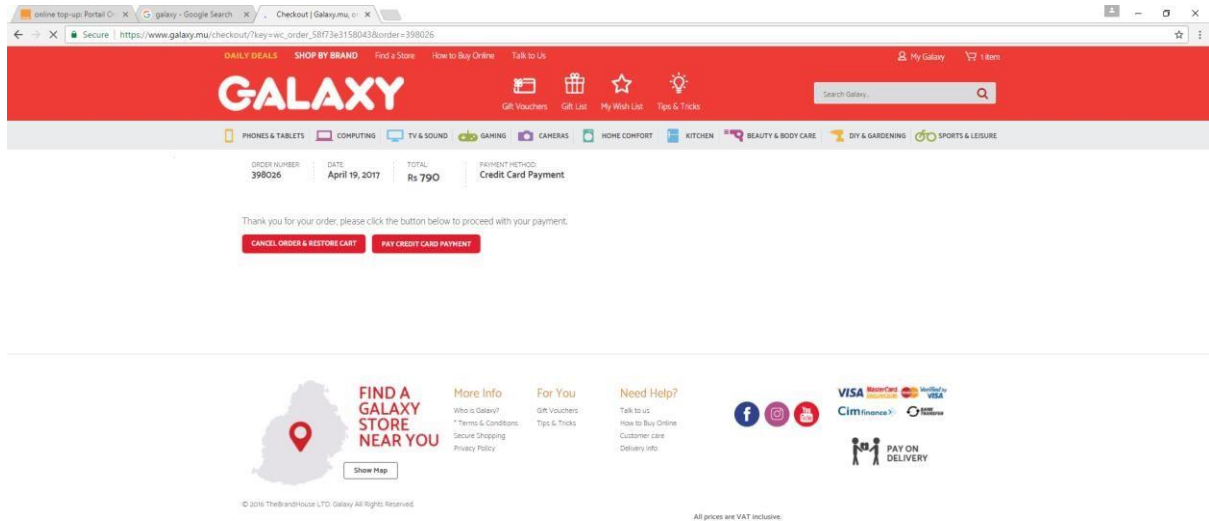 online top-up: Portail O X galaxy - Google Search X Checkout | Galaxy.mu, o X
Secure | https://www.galaxy.mu/checkout/?key=wc_order_58f73e3158043&order=398026
DAILY DEALS SHOP BY BRAND Find a Store How to Buy Online Talk to Us My Galaxy 1 item
GALAXY
Gift Vouchers Gift List My Wish List Tips & Tricks
Search Galaxy...
PHONES & TABLETS COMPUTING TV & SOUND GAMING CAMERAS HOME COMFORT KITCHEN BEAUTY & BODY CARE DIY & GARDENING SPORTS & LEISURE
ORDER NUMBER: DATE: TOTAL: PAYMENT METHOD:
398026 April 19, 2017 Rs 790 Credit Card Payment
Thank you for your order, please click the button below to proceed with your payment.
CANCEL ORDER & RESTORE CART PAY CREDIT CARD PAYMENT
FIND A
GALAXY
STORE
NEAR YOU
Show Map
More Info
Who is Galaxy?
* Terms & Conditions
Secure Shopping
Privacy Policy
For You
Gift Vouchers
Tips & Tricks
Need Help?
Talk to us
How to Buy Online
Customer care
Delivery info
VISA MasterCard Verified by VISA
Cim finance BANK TRANSFER
PAY ON
DELIVERY
© 2016 TheBrandHouse LTD. Galaxy All Rights Reserved.
All prices are VAT inclusive.